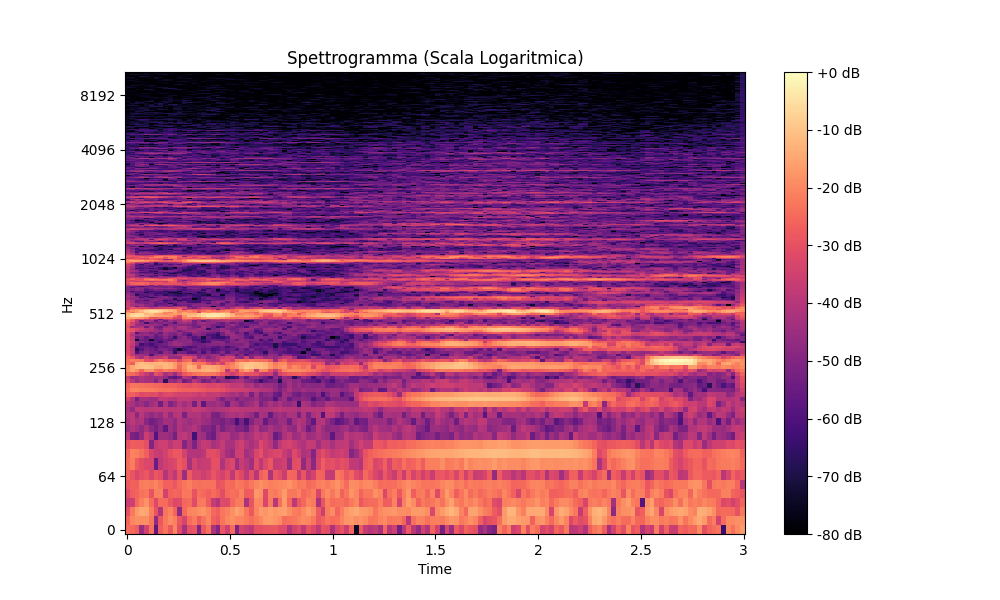 Spettrogramma (Scala Logaritmica)
Hz
8192
4096
2048
1024
512
256
128
64
0
0
0.5
1
1.5
2
2.5
3
Time
+0 dB
-10 dB
-20 dB
-30 dB
-40 dB
-50 dB
-60 dB
-70 dB
-80 dB